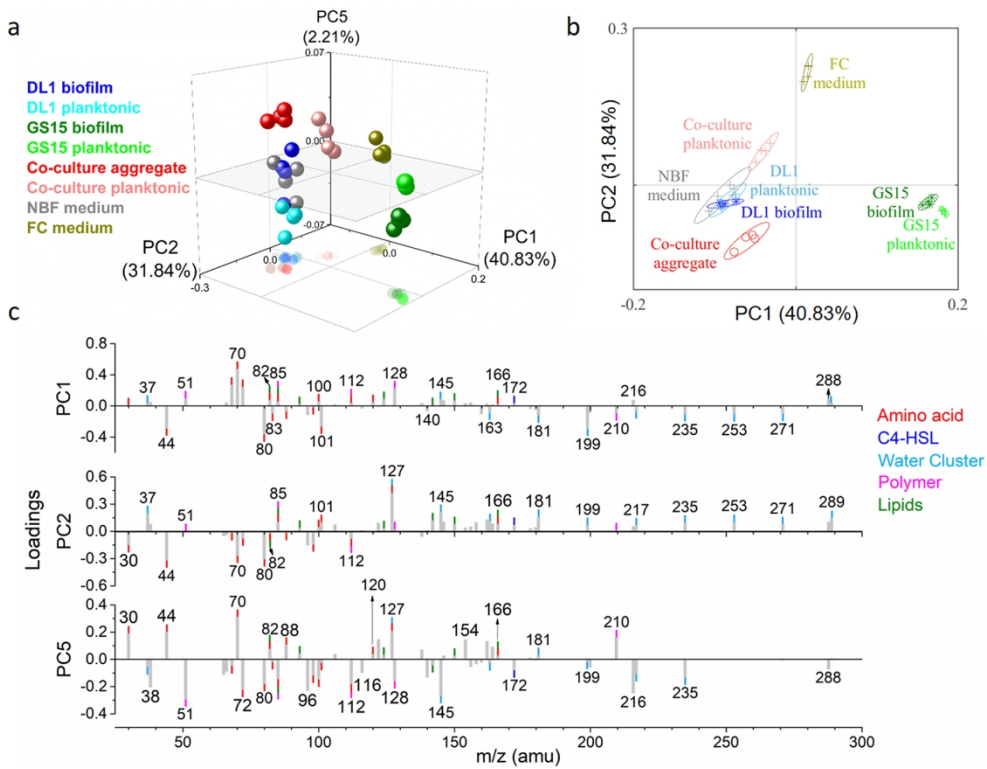 a
PC5
(2.21%)
0.07
0.00
-0.07
DL1 biofilm
DL1 planktonic
GS15 biofilm
GS15 planktonic
Co-culture aggregate
Co-culture planktonic
NBF medium
FC medium
PC2
(31.84%)
-0.3
0.0
0.0
PC1
(40.83%)
0.2
b
0.3
PC2 (31.84%)
FC
medium
Co-culture
planktonic
NBF
medium
DL1
planktonic
DL1 biofilm
GS15
biofilm
GS15
planktonic
Co-culture
aggregate
-0.2
0.2
PC1 (40.83%)
c
Loadings
PC1
0.8
0.4
0.0
-0.4
37 51 70 82 85 100 112 128 145 166 172 216 288
44 80 83 101 140 163 181 199 210 235 253 271
PC2
0.6
0.3
0.0
-0.3
-0.6
37 51 85 101 127 145 166 181 199 217 235 253 271 289
30 44 70 80 82 112
PC5
0.4
0.2
0.0
-0.2
-0.4
30 44 70 82 88 120 127 154 166 181 210
38 51 72 80 96 112 116 128 145 172 199 216 235 288
50 100 150 200 250 300
m/z (amu)
Amino acid
C4-HSL
Water Cluster
Polymer
Lipids